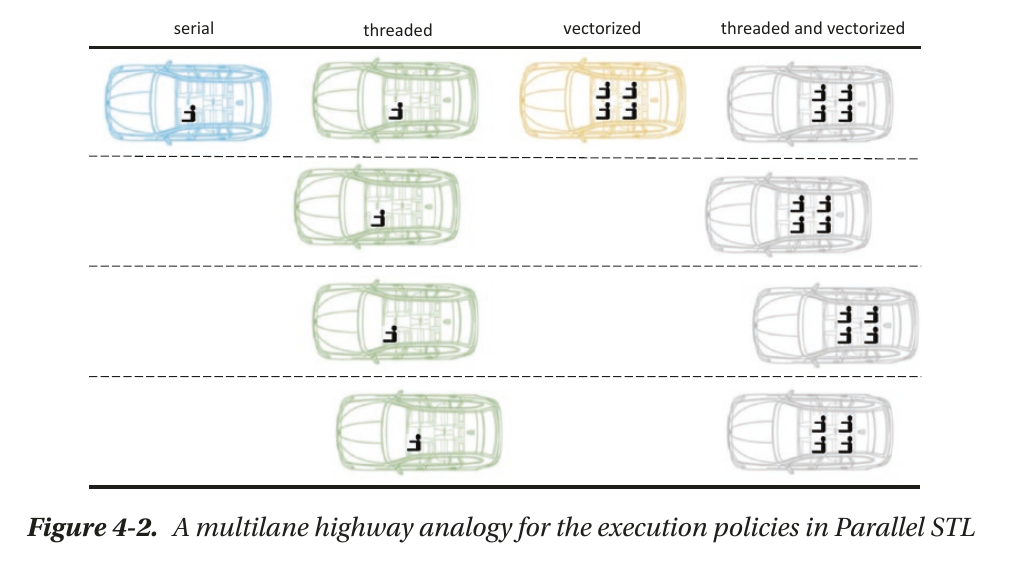 serial threaded vectorized threaded and vectorized
Figure 4-2. A multilane highway analogy for the execution policies in Parallel STL